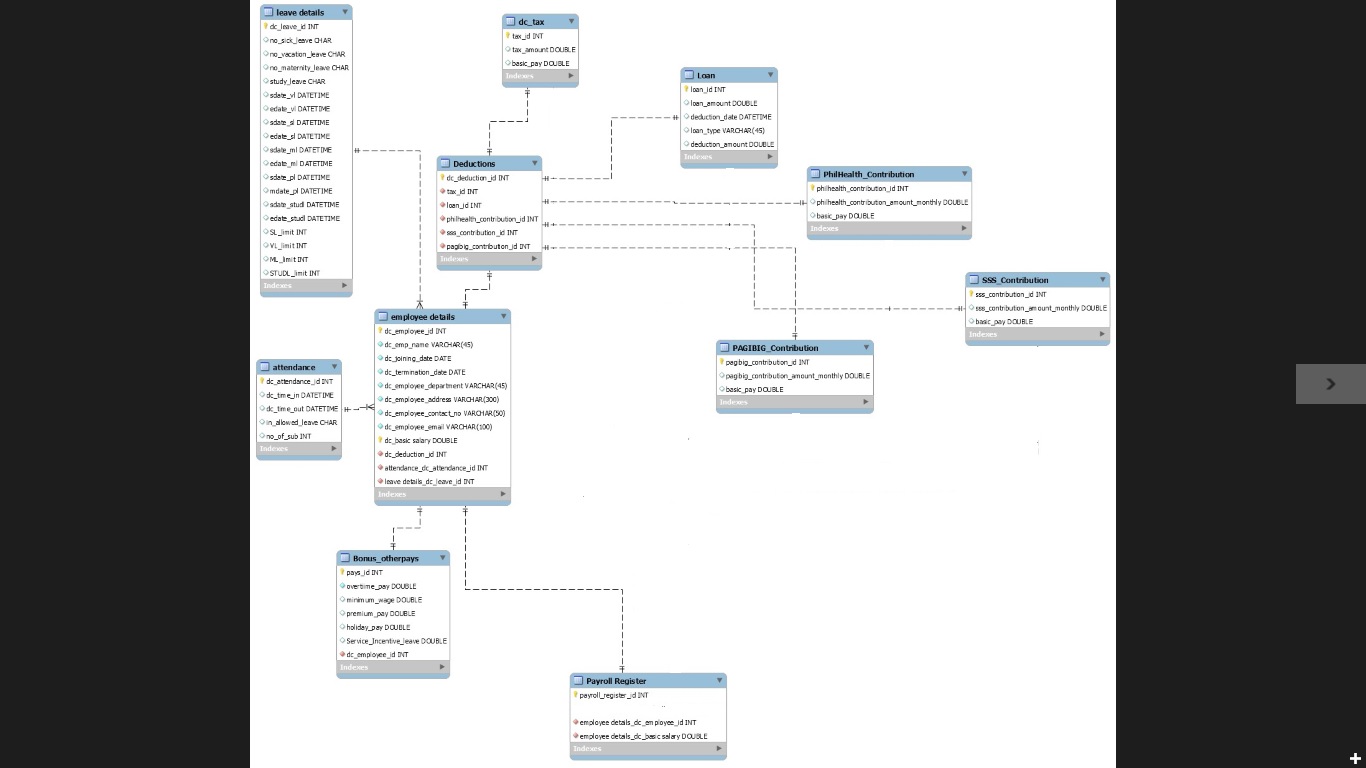 leave details
dc_leave_id INT
no_sick_leave CHAR
no_vacation_leave CHAR
no_maternity_leave CHAR
study_leave CHAR
sdate_vl DATETIME
edate_vl DATETIME
sdate_sl DATETIME
edate_sl DATETIME
sdate_ml DATETIME
edate_ml DATETIME
sdate_pl DATETIME
mdate_pl DATETIME
sdate_studl DATETIME
edate_studl DATETIME
SL_limit INT
VL_limit INT
ML_limit INT
STUDL_limit INT
Indexes
dc_tax
tax_id INT
tax_amount DOUBLE
basic_pay DOUBLE
Indexes
Loan
loan_id INT
loan_amount DOUBLE
deduction_date DATETIME
loan_type VARCHAR(45)
deduction_amount DOUBLE
Indexes
Deductions
dc_deduction_id INT
tax_id INT
loan_id INT
philhealth_contribution_id INT
sss_contribution_id INT
pagibig_contribution_id INT
Indexes
PhilHealth_Contribution
philhealth_contribution_id INT
philhealth_contribution_amount_monthly DOUBLE
basic_pay DOUBLE
Indexes
SSS_Contribution
sss_contribution_id INT
sss_contribution_amount_monthly DOUBLE
basic_pay DOUBLE
Indexes
PAGIBIG_Contribution
pagibig_contribution_id INT
pagibig_contribution_amount_monthly DOUBLE
basic_pay DOUBLE
Indexes
employee details
dc_employee_id INT
dc_emp_name VARCHAR(45)
dc_joining_date DATE
dc_termination_date DATE
dc_employee_department VARCHAR(45)
dc_employee_address VARCHAR(300)
dc_employee_contact_no VARCHAR(50)
dc_employee_email VARCHAR(100)
dc_basic salary DOUBLE
dc_deduction_id INT
attendance_dc_attendance_id INT
leave details_dc_leave_id INT
Indexes
attendance
dc_attendance_id INT
dc_time_in DATETIME
dc_time_out DATETIME
in_allowed_leave CHAR
no_of_sub INT
Indexes
Bonus_otherpays
pays_id INT
overtime_pay DOUBLE
minimum_wage DOUBLE
premium_pay DOUBLE
holiday_pay DOUBLE
Service_Incentive_leave DOUBLE
dc_employee_id INT
Indexes
Payroll Register
payroll_register_id INT
employee details_dc_employee_id INT
employee details_dc_basic salary DOUBLE
Indexes